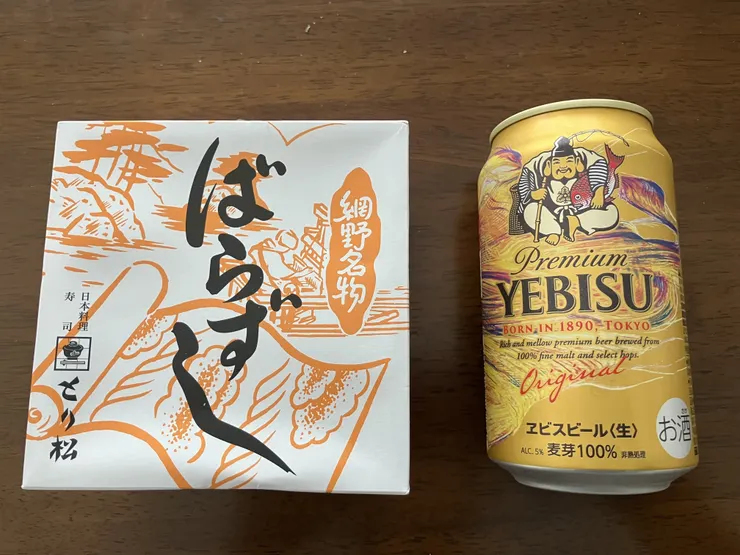 ばらずし
網野名物
日本料理
寿司
とり松
Premium
YEBISU
BORN IN 1890, TOKYO
Rich and mellow premium beer brewed from
100% fine malt and select hops.
Original
ヱビスビール〈生〉
ALC. 5% 麦芽100% 非熱処理
お酒